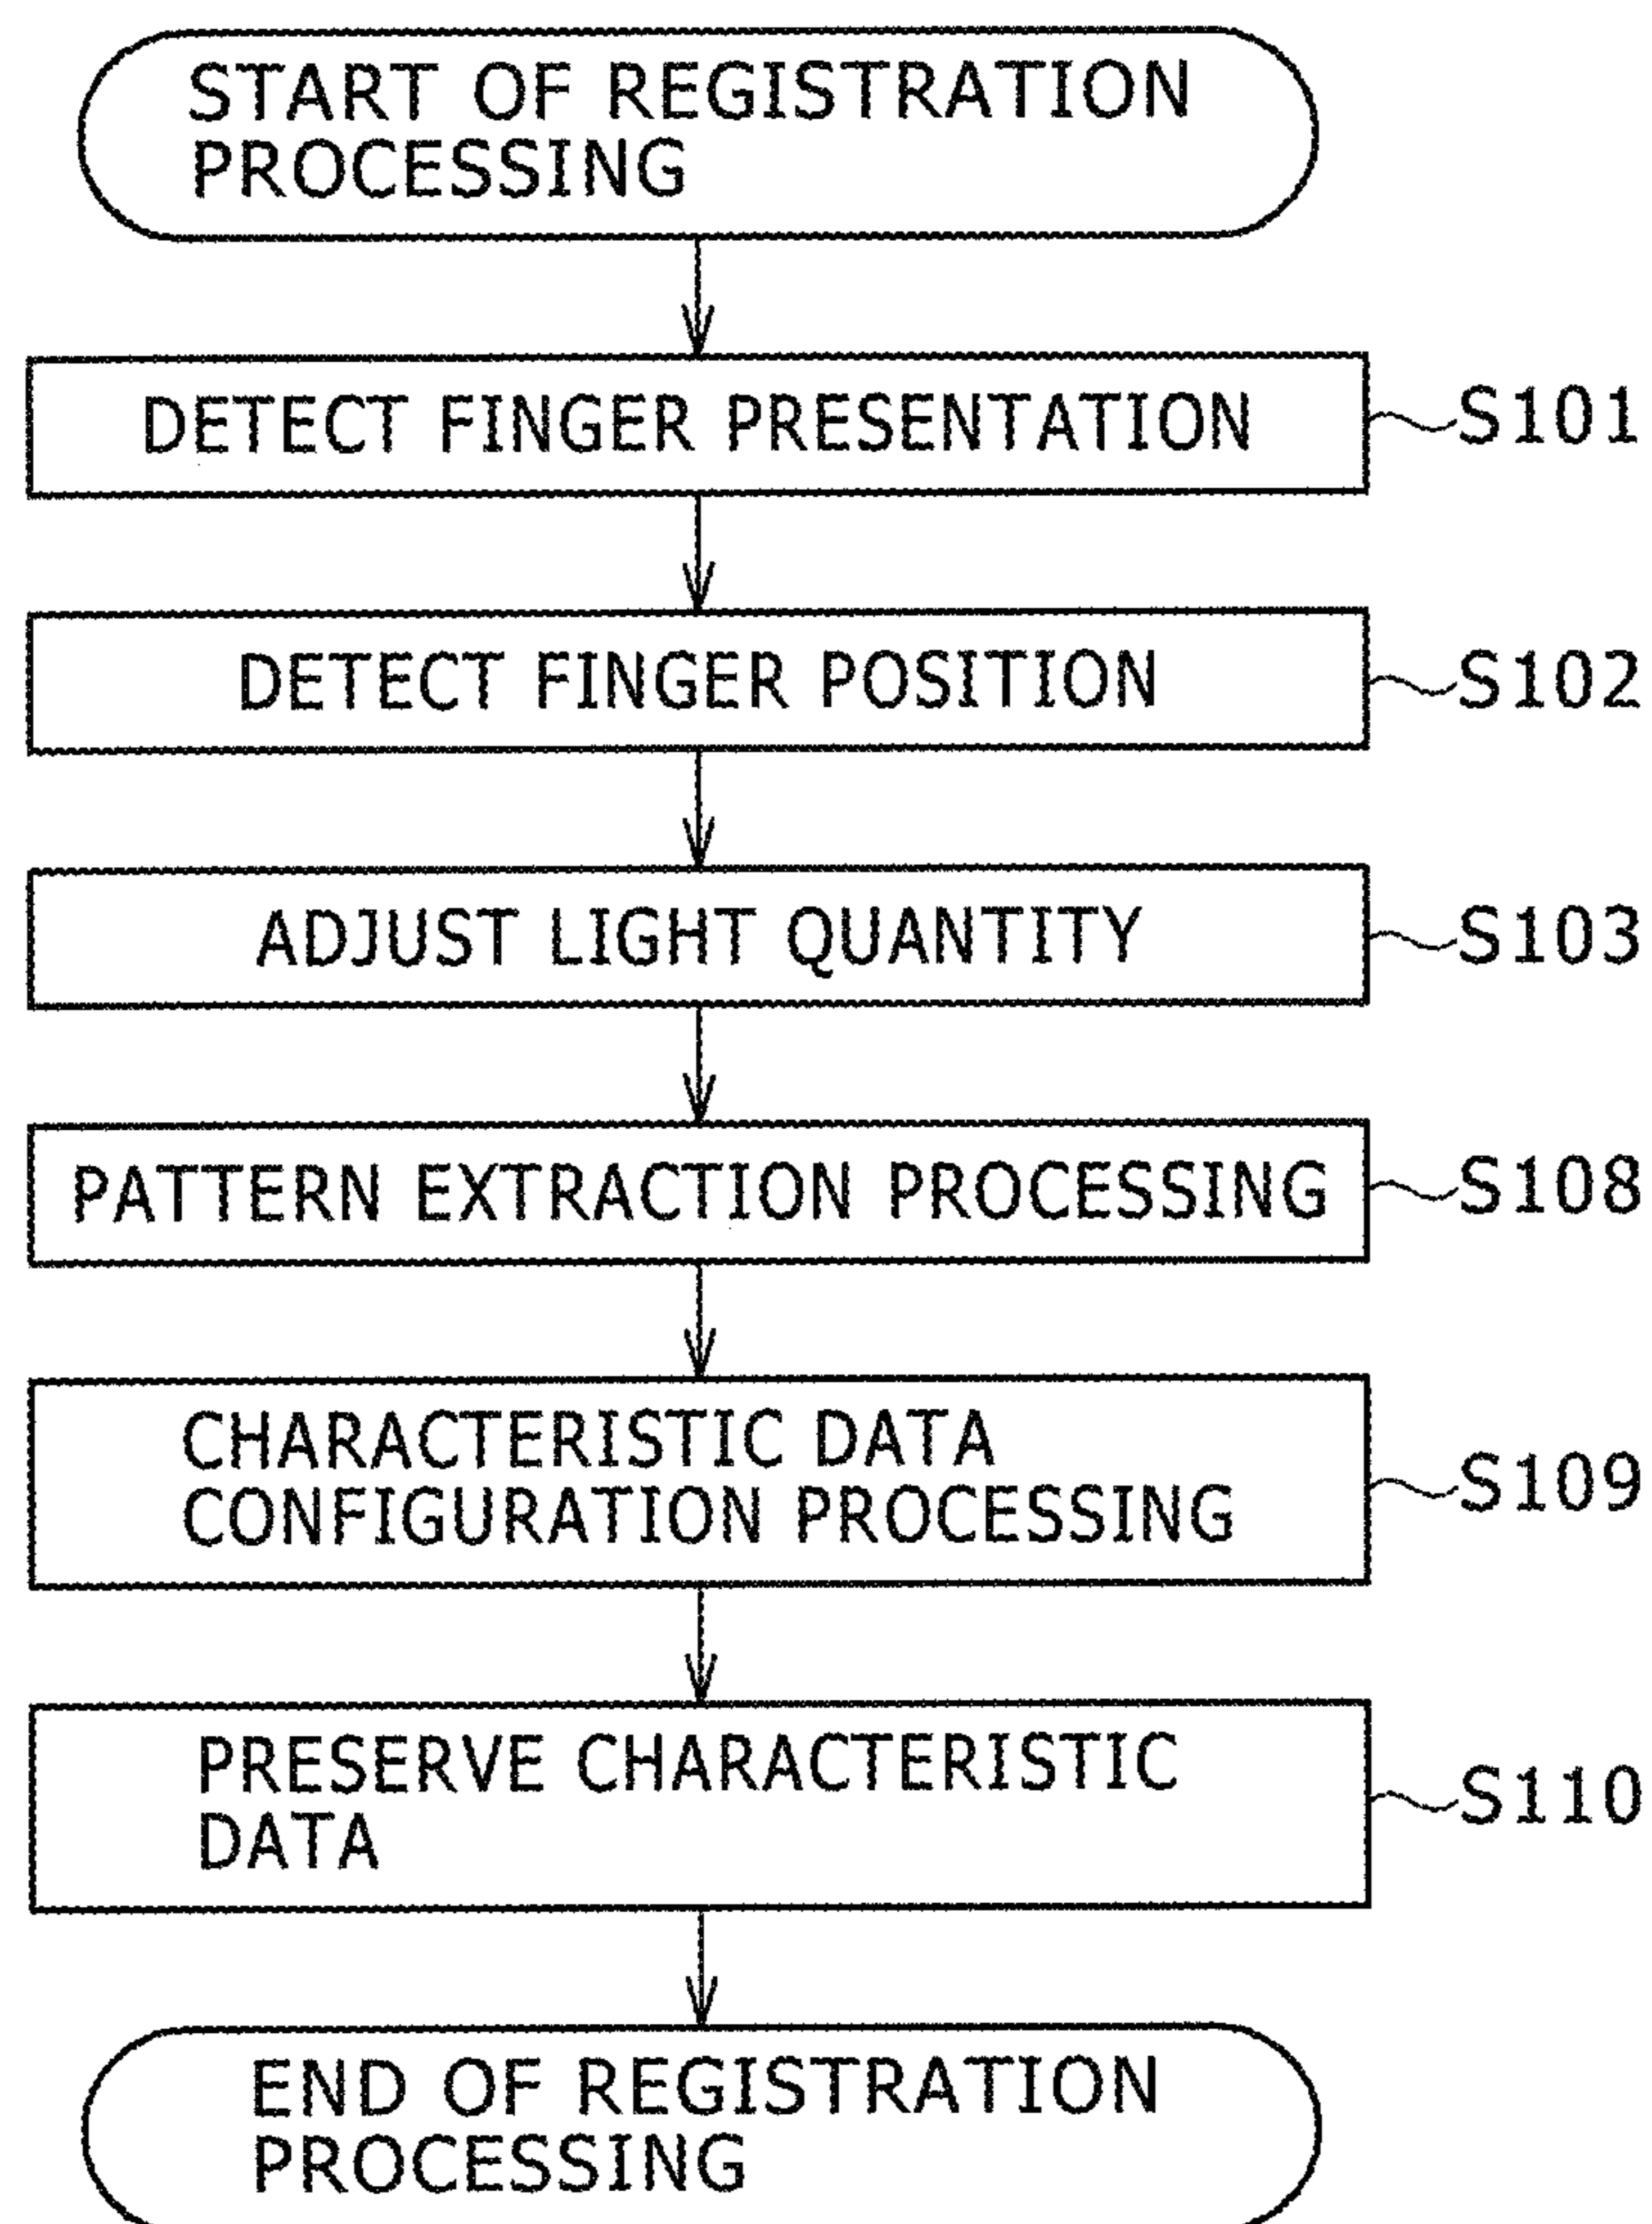 START OF REGISTRATION
PROCESSING
DETECT FINGER PRESENTATION
S101
DETECT FINGER POSITION
S102
ADJUST LIGHT QUANTITY
S103
PATTERN EXTRACTION PROCESSING
S108
CHARACTERISTIC DATA
CONFIGURATION PROCESSING
S109
PRESERVE CHARACTERISTIC
DATA
S110
END OF REGISTRATION
PROCESSING